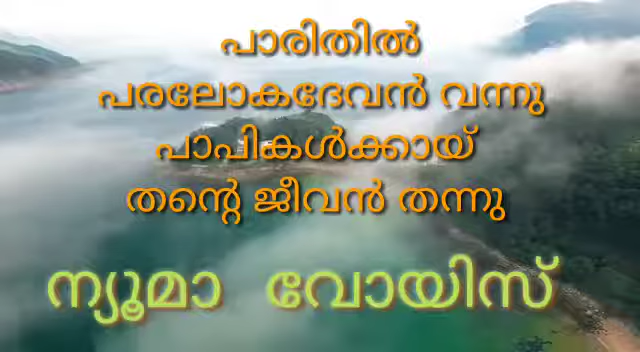 പാരിതിൽ
പരലോകദേവൻ വന്നു
പാപികൾക്കായ്
തന്റെ ജീവൻ തന്നു
ന്യൂമാ വോയിസ്